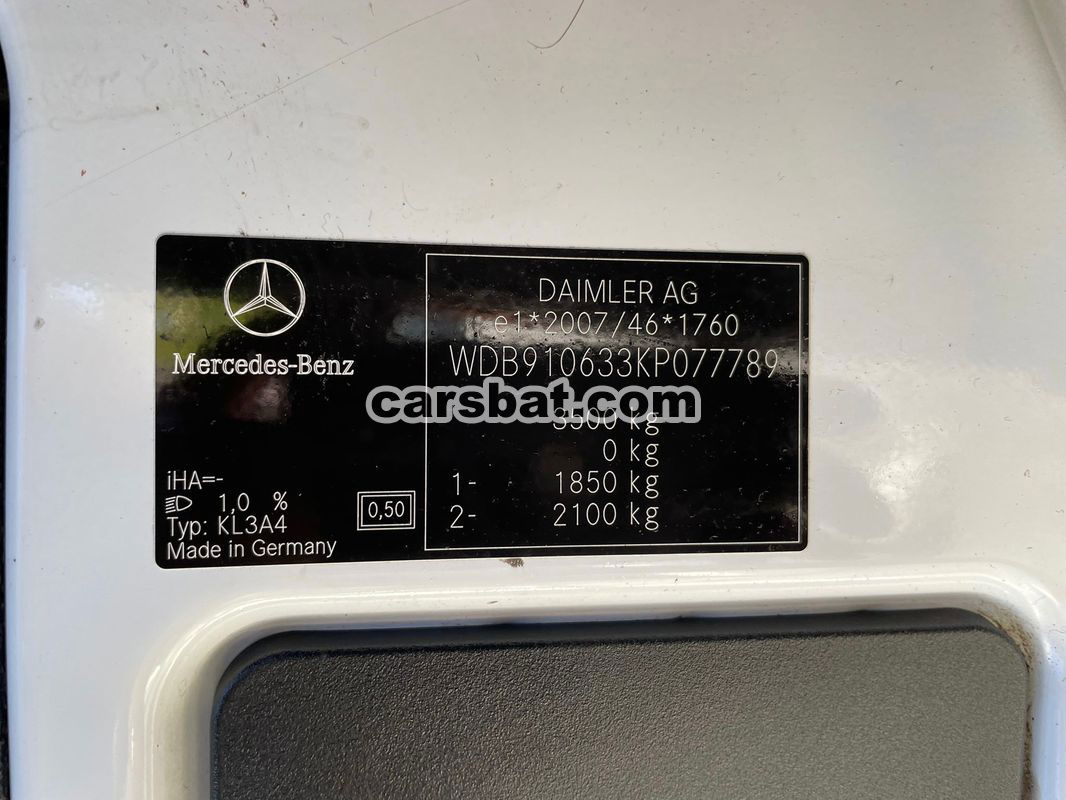 Mercedes-Benz
DAIMLER AG
e1*2007/46*1760
WDB910633KP077789
carsbat.com
3500 kg
0 kg
1- 1850 kg
2- 2100 kg
iHA=-
1,0 %
Typ: KL3A4
Made in Germany
0,50